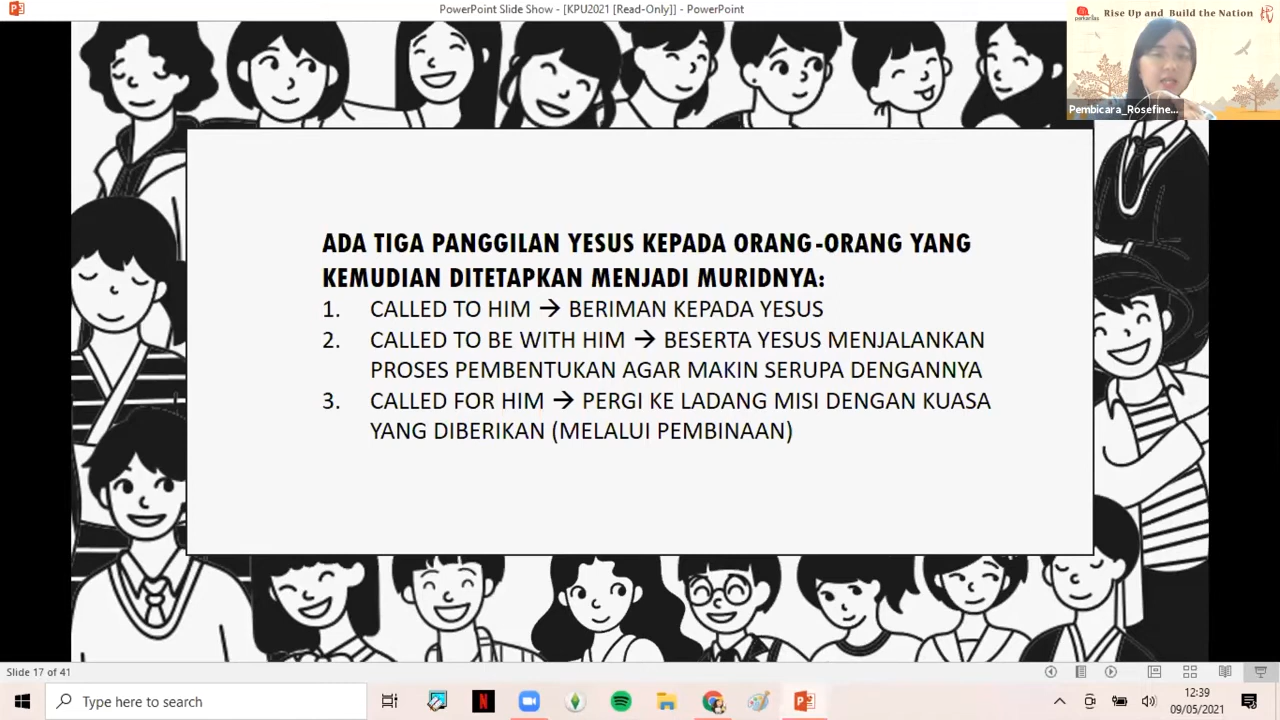 PowerPoint Slide Show - [KPU2021 [Read-Only]] - PowerPoint
parkantas Rise Up and Build the Nation
Pembicara_Rosefine...
ADA TIGA PANGGILAN YESUS KEPADA ORANG-ORANG YANG
KEMUDIAN DITETAPKAN MENJADI MURIDNYA:
1. CALLED TO HIM → BERIMAN KEPADA YESUS
2. CALLED TO BE WITH HIM → BESERTA YESUS MENJALANKAN
PROSES PEMBENTUKAN AGAR MAKIN SERUPA DENGANNYA
3. CALLED FOR HIM → PERGI KE LADANG MISI DENGAN KUASA
YANG DIBERIKAN (MELALUI PEMBINAAN)
Slide 17 of 41
Type here to search
12:39
09/05/2021